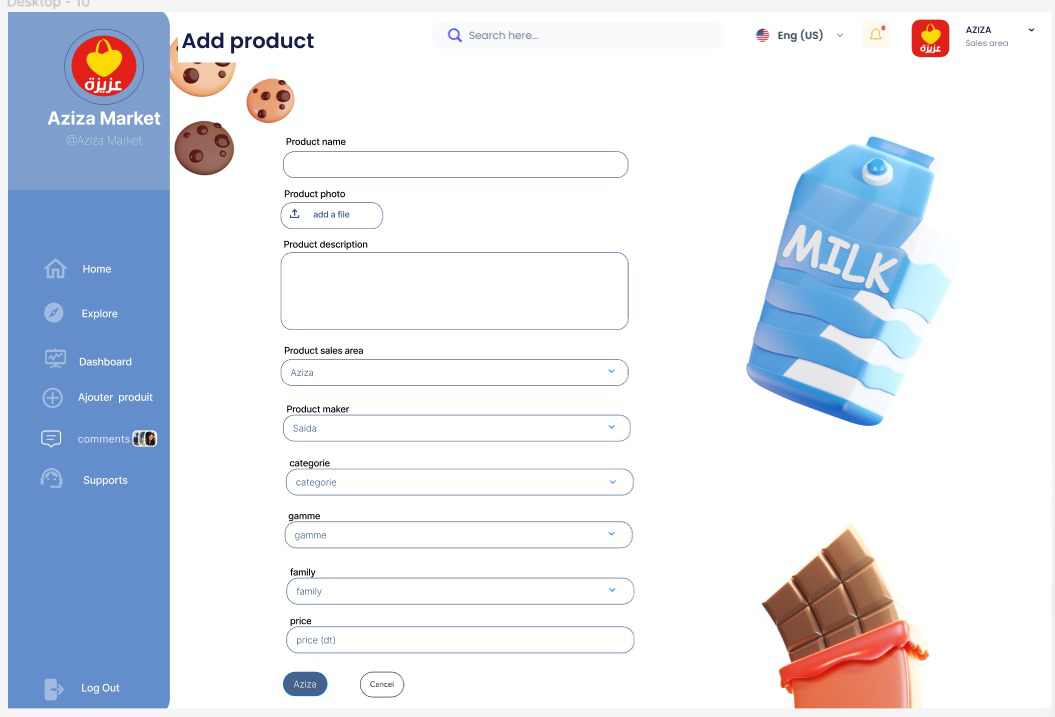 Desktop - 10
عزيزة
Aziza Market
@Aziza Market
Home
Explore
Dashboard
Ajouter produit
comments
Supports
Log Out
Add product
Search here...
Eng (US)
عزيزة
AZIZA
Sales area
Product name
Product photo
add a file
Product description
Product sales area
Aziza
Product maker
Saida
categorie
categorie
gamme
gamme
family
family
price
price (dt)
Aziza
Cancel
MILK